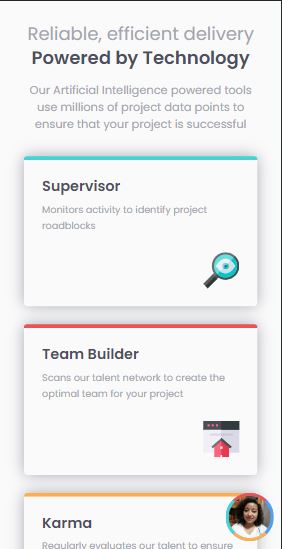 Reliable, efficient delivery
Powered by Technology
Our Artificial Intelligence powered tools
use millions of project data points to
ensure that your project is successful
Supervisor
Monitors activity to identify project
roadblocks
Team Builder
Scans our talent network to create the
optimal team for your project
Karma
Regularly evaluates our talent to ensure